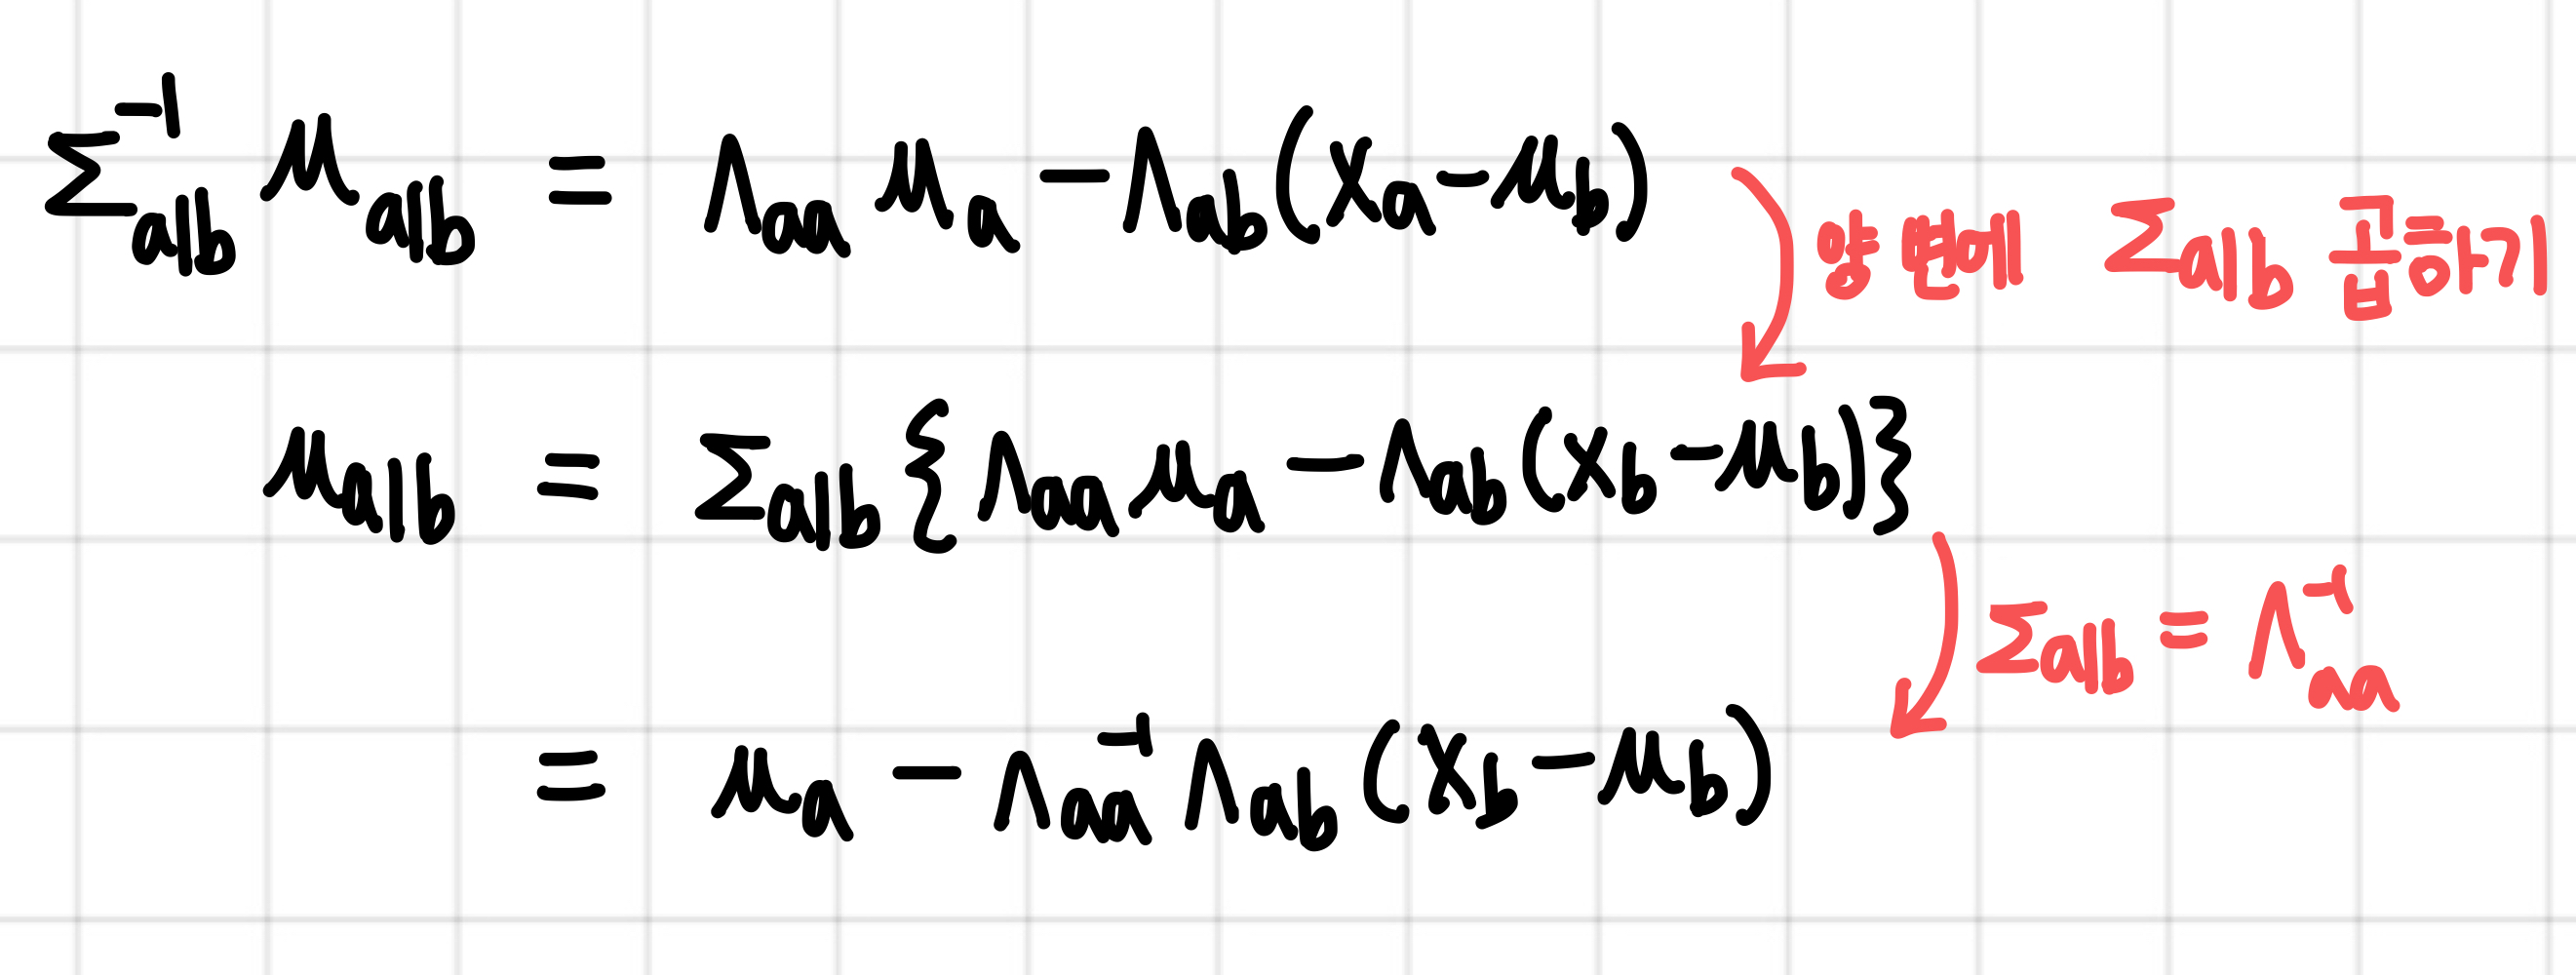 Σ⁻¹_{a|b} μ_{a|b} = Λ_{aa} μ_a − Λ_{ab}(x_a − μ_b)
양 변에 Σ_{a|b} 곱하기
μ_{a|b} = Σ_{a|b}{Λ_{aa} μ_a − Λ_{ab}(x_b − μ_b)}
Σ_{a|b} = Λ⁻¹_{aa}
= μ_a − Λ⁻¹_{aa} Λ_{ab}(x_b − μ_b)